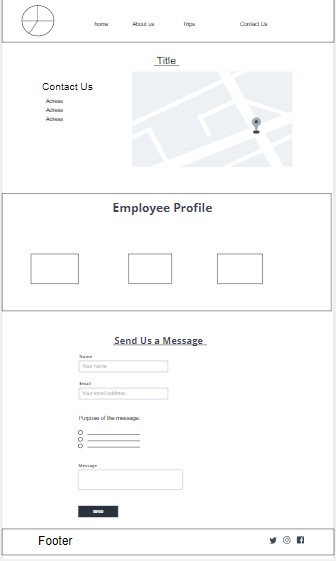 home About us Trips Contact Us
Title
Contact Us
Adress
Adress
Adress
Employee Profile
Send Us a Message
Name
Your name
Email
Your email address
Purpose of the message:
Message
SEND
Footer